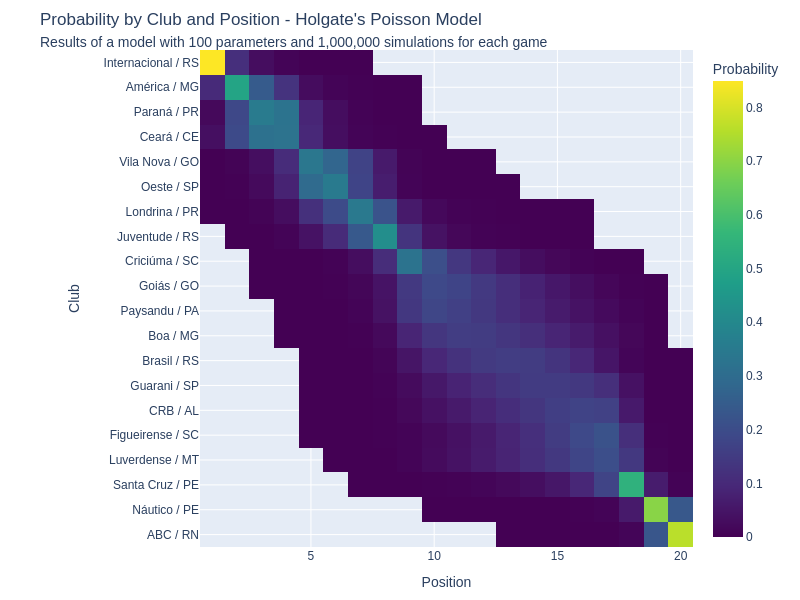 Probability by Club and Position - Holgate's Poisson Model
Results of a model with 100 parameters and 1,000,000 simulations for each game
Probability
Internacional / RS
América / MG
Paraná / PR
Ceará / CE
Vila Nova / GO
Oeste / SP
Londrina / PR
Juventude / RS
Criciúma / SC
Goiás / GO
Paysandu / PA
Boa / MG
Brasil / RS
Guarani / SP
CRB / AL
Figueirense / SC
Luverdense / MT
Santa Cruz / PE
Náutico / PE
ABC / RN
Club
5
10
15
20
Position
0.8
0.7
0.6
0.5
0.4
0.3
0.2
0.1
0